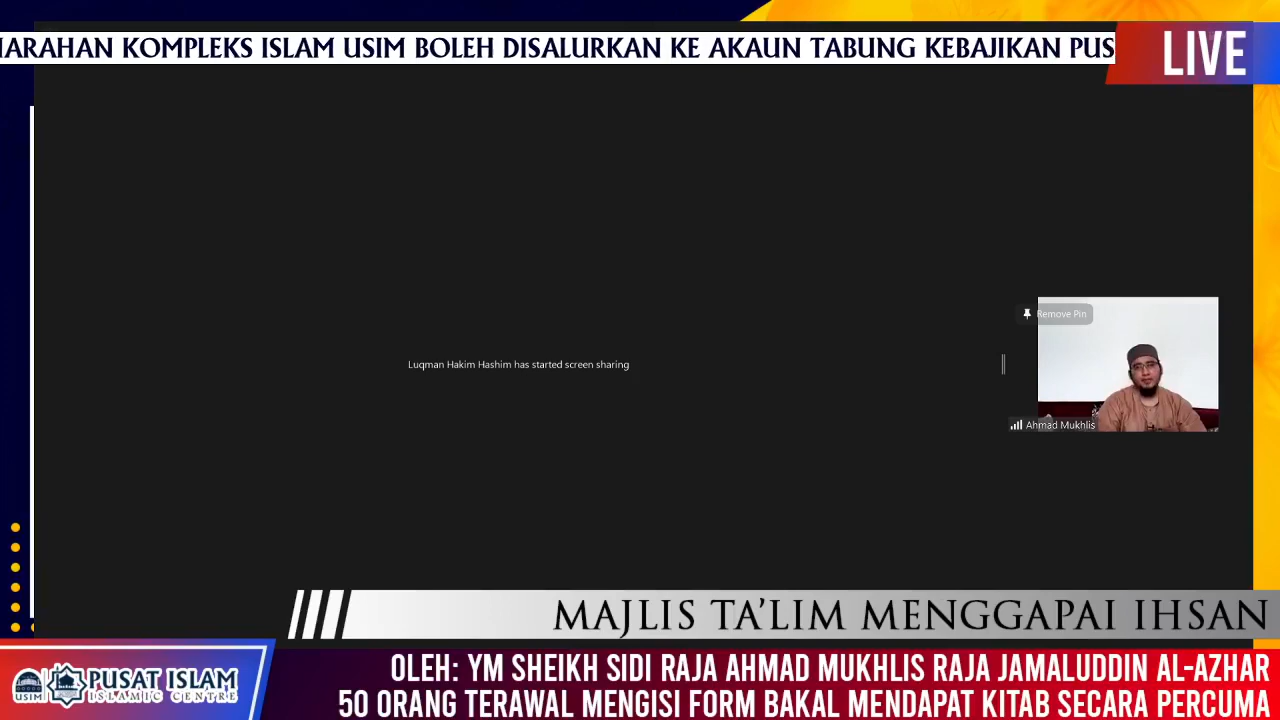 KOMPLEKS ISLAM USIM BOLEH DISALURKAN KE AKAUN TABUNG KEBAJIKAN
LIVE
Remove Pin
Luqman Hakim Hashim has started screen sharing
Ahmad Mukhlis
MAJLIS TA'LIM MENGGAPAI IHSAN
OLEH: YM SHEIKH SIDI RAJA AHMAD MUKHLIS RAJA JAMALUDDIN AL-AZHAR
50 ORANG TERAWAL MENGISI FORM BAKAL MENDAPAT KITAB SECARA PERCUMA
USIM
PUSAT ISLAM
ISLAMIC CENTRE